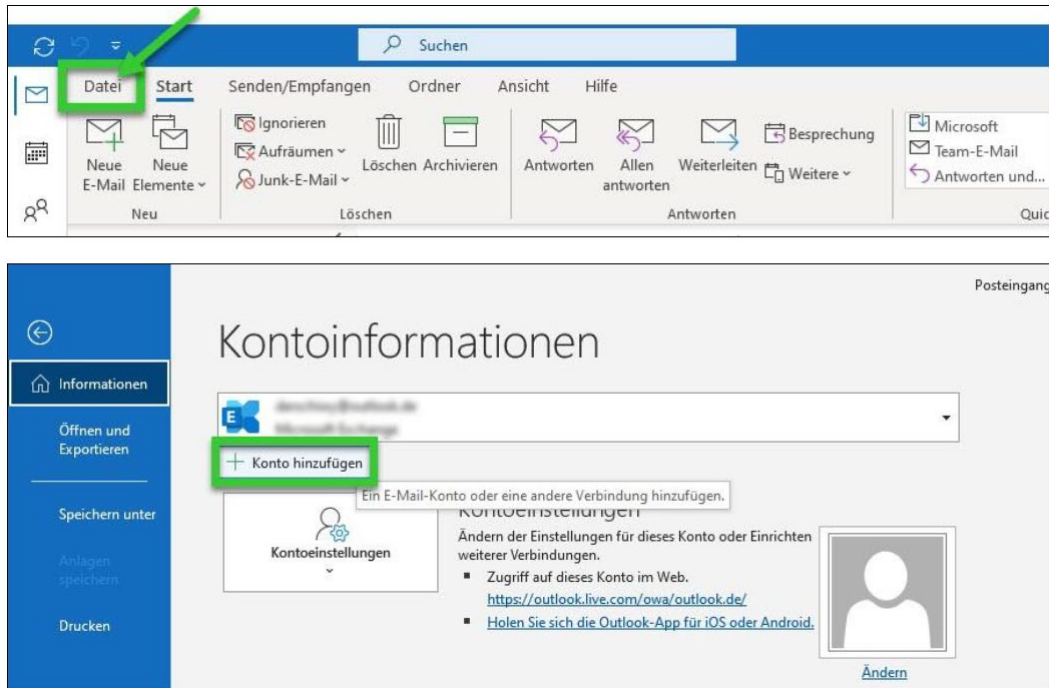 Suchen
Datei Start Senden/Empfangen Ordner Ansicht Hilfe
Neue E-Mail
Neue Elemente
Ignorieren
Aufräumen
Junk-E-Mail
Löschen Archivieren
Antworten
Allen antworten
Weiterleiten
Besprechung
Weitere
Microsoft
Team-E-Mail
Antworten und...
Neu Löschen Antworten Quic
Posteingang
Kontoinformationen
Informationen
Öffnen und
Exportieren
Speichern unter
Anlagen
speichern
Drucken
E
Konto hinzufügen
Ein E-Mail-Konto oder eine andere Verbindung hinzufügen.
Kontoeinstellungen
Kontoeinstellungen
Ändern der Einstellungen für dieses Konto oder Einrichten
weiterer Verbindungen.
Zugriff auf dieses Konto im Web.
https://outlook.live.com/owa/outlook.de/
Holen Sie sich die Outlook-App für iOS oder Android.
Ändern